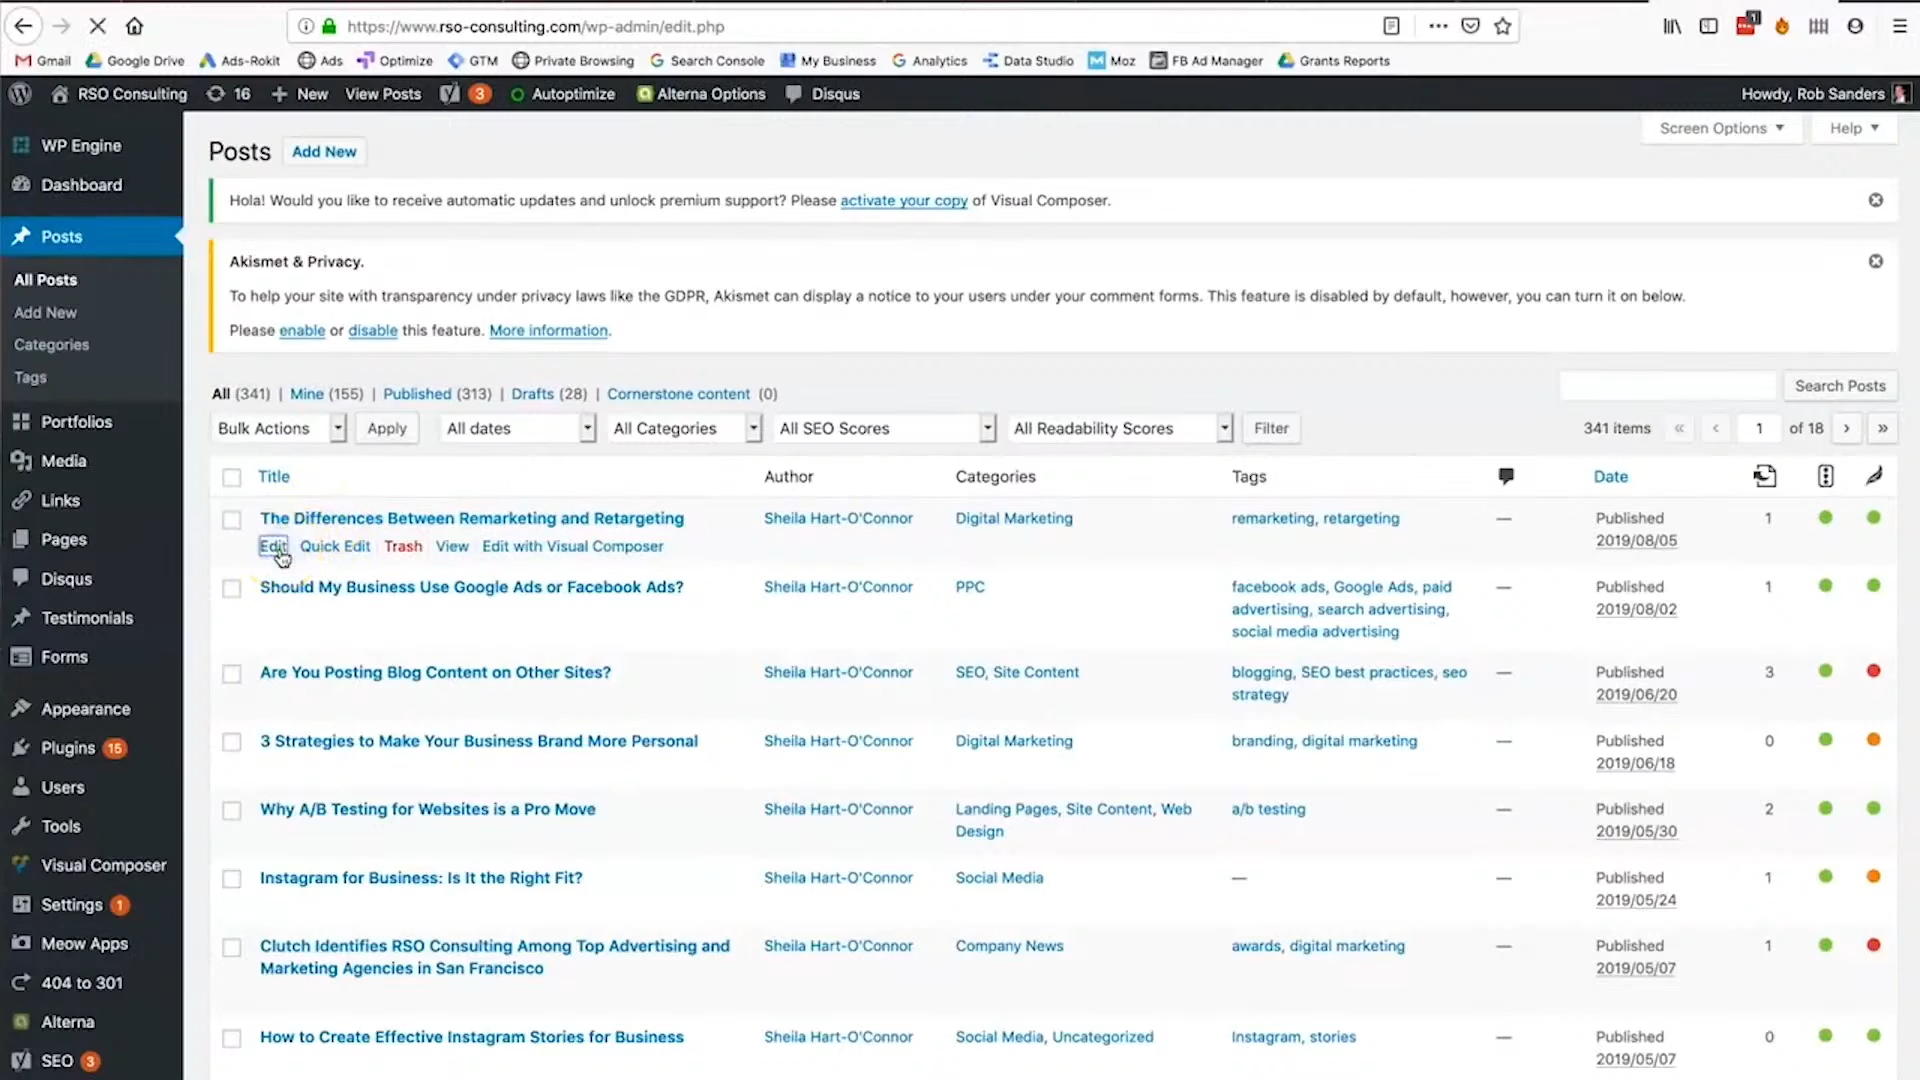 https://www.rso-consulting.com/wp-admin/edit.php
1
Gmail Google Drive Ads-Rokit Ads Optimize GTM Private Browsing Search Console My Business Analytics Data Studio Moz FB Ad Manager Grants Reports
RSO Consulting 16 New View Posts 3 Autoptimize Alterna Options Disqus Howdy, Rob Sanders
Screen Options Help
WP Engine
Dashboard
Posts
All Posts
Add New
Categories
Tags
Portfolios
Media
Links
Pages
Disqus
Testimonials
Forms
Appearance
Plugins 15
Users
Tools
Visual Composer
Settings 1
Meow Apps
404 to 301
Alterna
SEO 3
Posts Add New
Hola! Would you like to receive automatic updates and unlock premium support? Please activate your copy of Visual Composer.
Akismet & Privacy.
To help your site with transparency under privacy laws like the GDPR, Akismet can display a notice to your users under your comment forms. This feature is disabled by default, however, you can turn it on below.
Please enable or disable this feature. More information.
All (341) | Mine (155) | Published (313) | Drafts (28) | Cornerstone content (0)
Search Posts
Bulk Actions Apply All dates All Categories All SEO Scores All Readability Scores Filter 341 items « ‹ 1 of 18 › »
Title Author Categories Tags Date
The Differences Between Remarketing and Retargeting Sheila Hart-O'Connor Digital Marketing remarketing, retargeting — Published 1
2019/08/05
Edit Quick Edit Trash View Edit with Visual Composer
Should My Business Use Google Ads or Facebook Ads? Sheila Hart-O'Connor PPC facebook ads, Google Ads, paid — Published 1
advertising, search advertising, 2019/08/02
social media advertising
Are You Posting Blog Content on Other Sites? Sheila Hart-O'Connor SEO, Site Content blogging, SEO best practices, seo — Published 3
strategy 2019/06/20
3 Strategies to Make Your Business Brand More Personal Sheila Hart-O'Connor Digital Marketing branding, digital marketing — Published 0
2019/06/18
Why A/B Testing for Websites is a Pro Move Sheila Hart-O'Connor Landing Pages, Site Content, Web a/b testing — Published 2
Design 2019/05/30
Instagram for Business: Is It the Right Fit? Sheila Hart-O'Connor Social Media — — Published 1
2019/05/24
Clutch Identifies RSO Consulting Among Top Advertising and Sheila Hart-O'Connor Company News awards, digital marketing — Published 1
Marketing Agencies in San Francisco 2019/05/07
How to Create Effective Instagram Stories for Business Sheila Hart-O'Connor Social Media, Uncategorized Instagram, stories — Published 0
2019/05/07